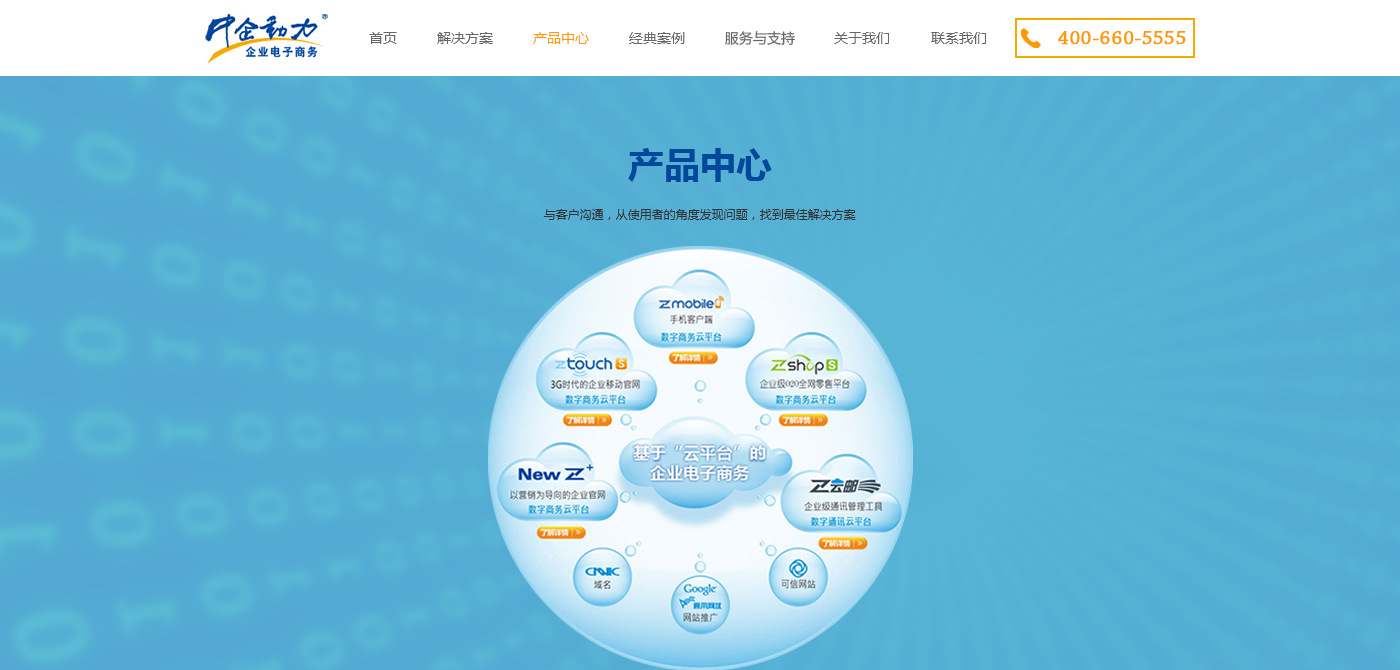 中企動力®
企业电子商务
首页
解决方案
产品中心
经典案例
服务与支持
关于我们
联系我们
400-660-5555
产品中心
与客户沟通，从使用者的角度发现问题，找到最佳解决方案
Zmobile
手机客户端
数字商务云平台
了解详情 »
Ztouch S
3G时代的企业移动官网
数字商务云平台
了解详情 »
Zshop S
企业级O2O全网零售平台
数字商务云平台
了解详情 »
基于“云平台”的
企业电子商务
New Z+
以营销为导向的企业官网
数字商务云平台
了解详情 »
Z云邮
企业级通讯管理工具
数字通讯云平台
了解详情 »
CNNIC
域名
Google
腾讯网域
网站推广
可信网站